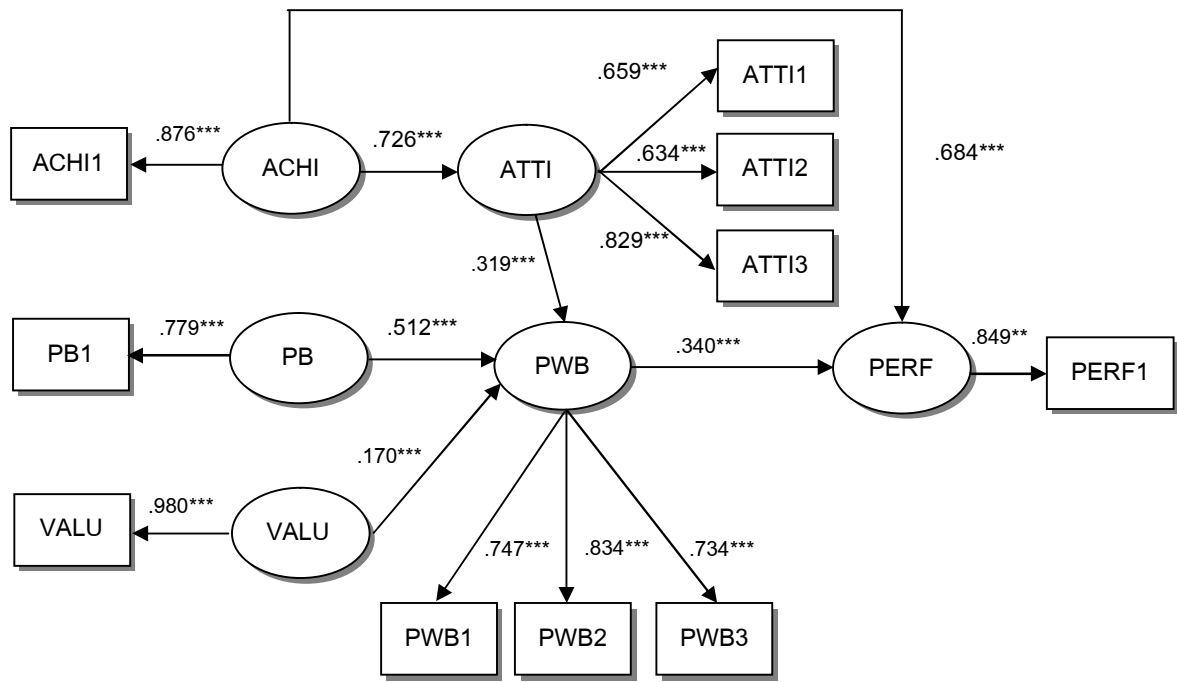 ATTI1
.659***
.876***
.726***
.634***
.684***
ACHI1
ACHI
ATTI
ATTI2
.829***
ATTI3
.319***
.779***
.512***
.340***
.849**
PB1
PB
PWB
PERF
PERF1
.170***
.980***
VALU
VALU
.747***
.834***
.734***
PWB1
PWB2
PWB3